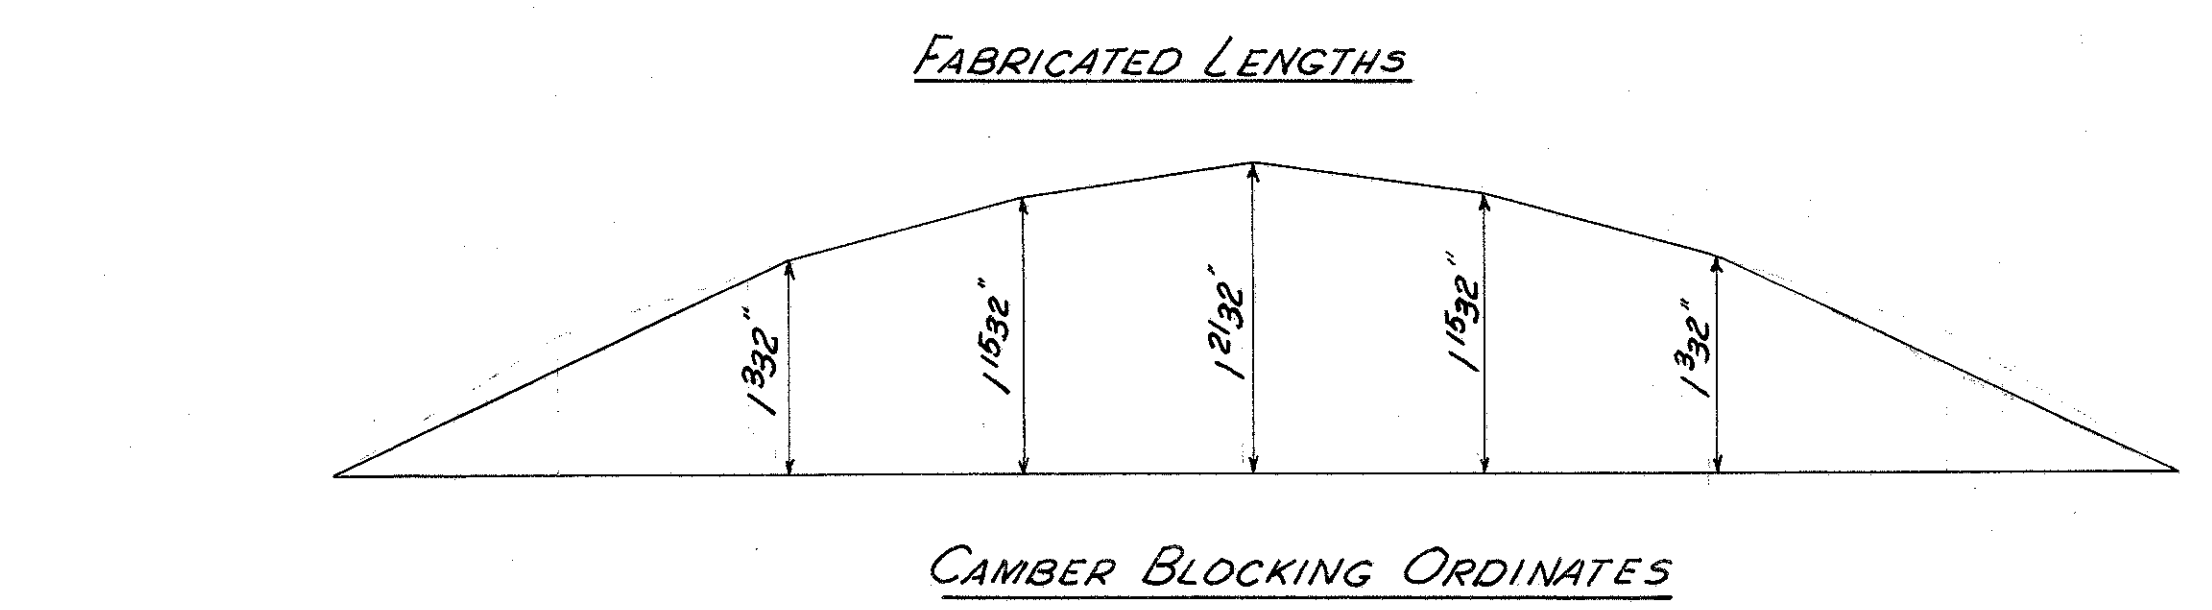 FABRICATED LENGTHS
1 3/32"
1 15/32"
1 21/32"
1 15/32"
1 3/32"
CAMBER BLOCKING ORDINATES